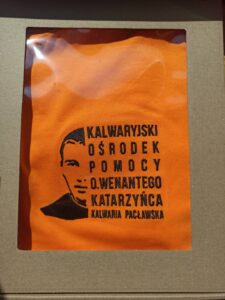 KALWARYJSKI
OŚRODEK
POMOCY
O.WENANTEGO
KATARZYŃCA
KALWARIA PACŁAWSKA